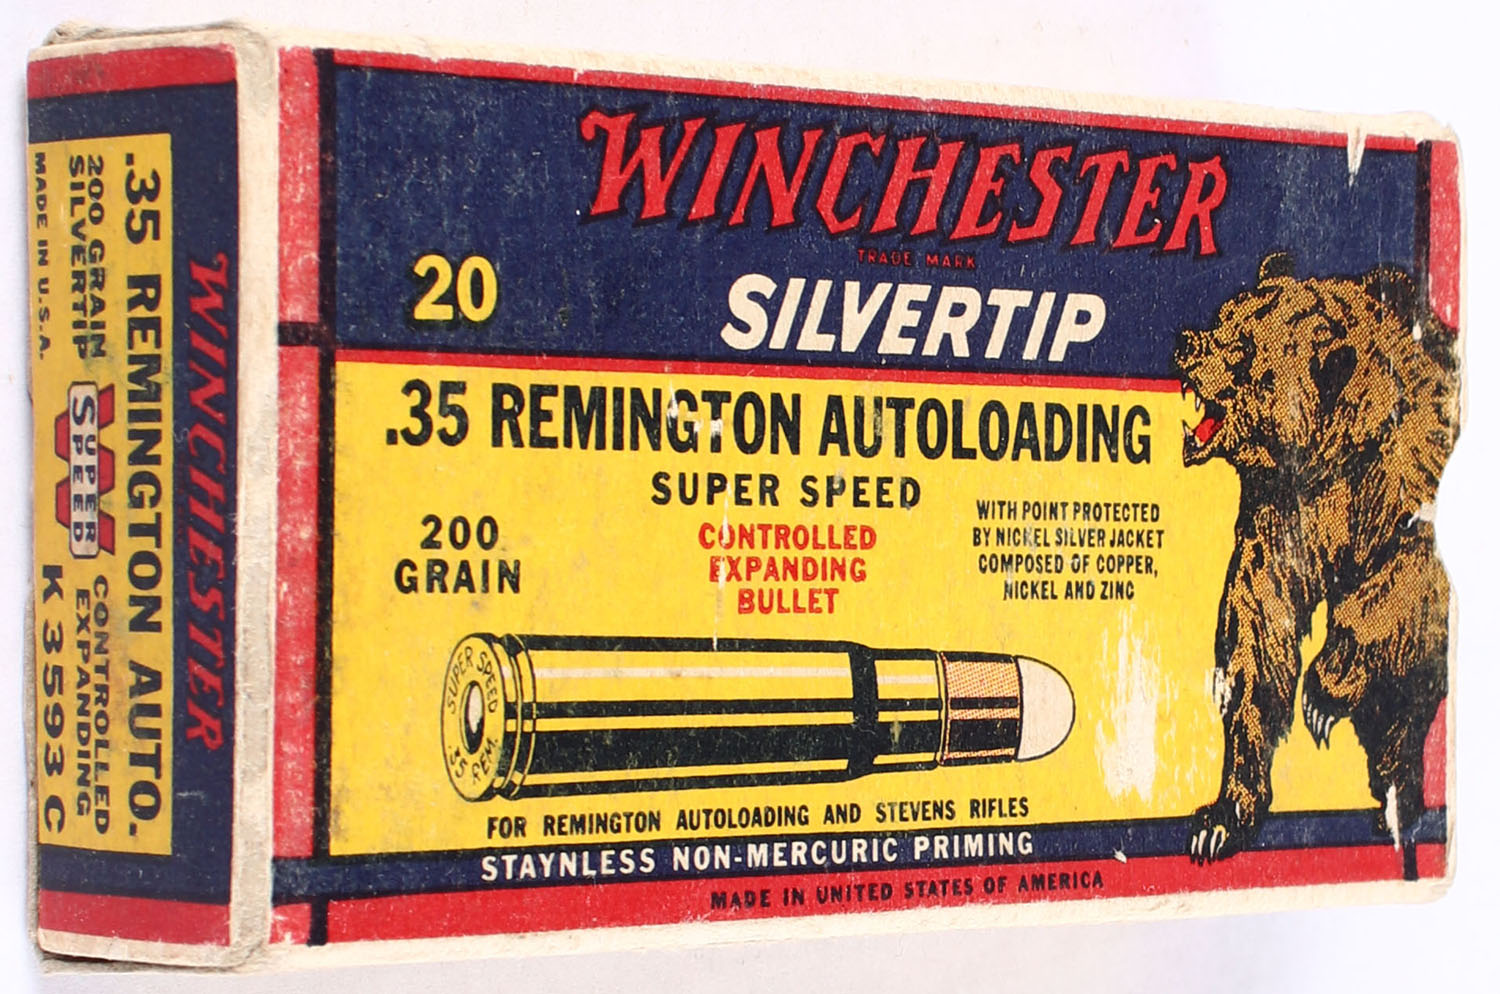 WINCHESTER
TRADE MARK
SILVERTIP
20
.35 REMINGTON AUTOLOADING
SUPER SPEED
200
GRAIN
CONTROLLED
EXPANDING
BULLET
WITH POINT PROTECTED
BY NICKEL SILVER JACKET
COMPOSED OF COPPER,
NICKEL AND ZINC
SUPER SPEED
35 REM.
FOR REMINGTON AUTOLOADING AND STEVENS RIFLES
STAYNLESS NON-MERCURIC PRIMING
MADE IN UNITED STATES OF AMERICA
WINCHESTER
.35 REMINGTON AUTO.
200 GRAIN
SILVERTIP
W
SUPER
SPEED
CONTROLLED
EXPANDING
MADE IN U.S.A.
K 3593 C